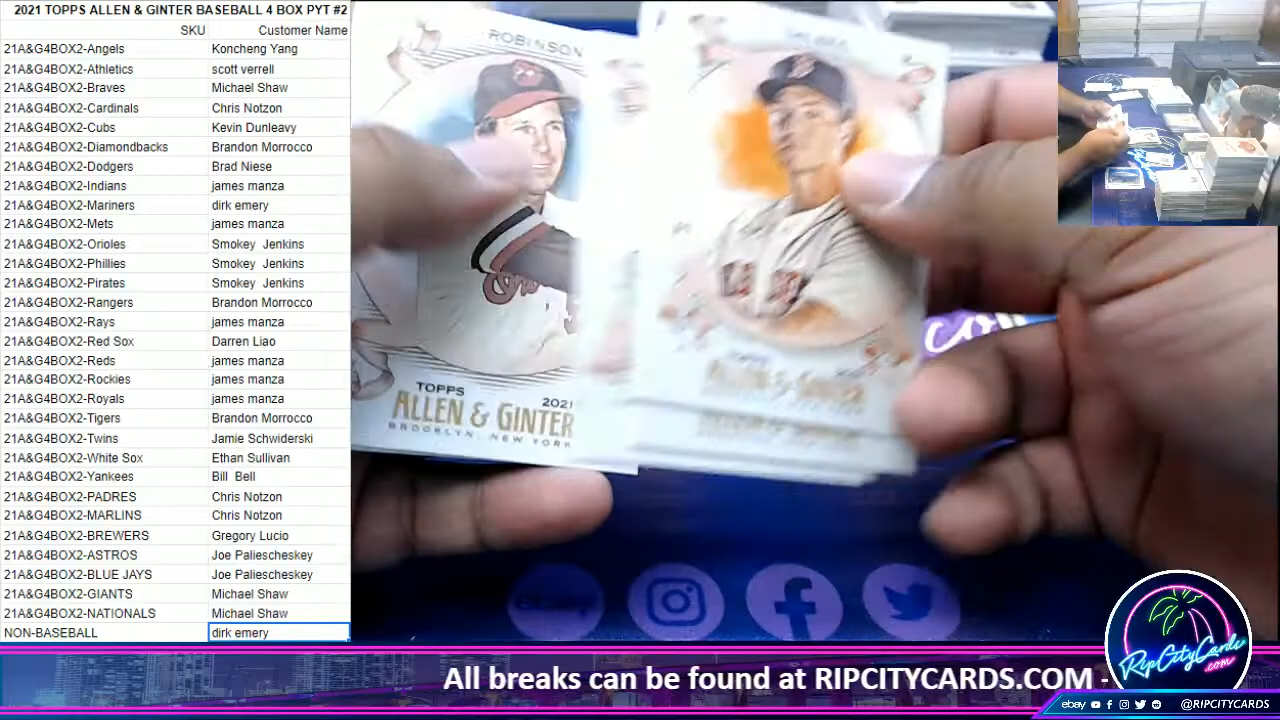 2021 TOPPS ALLEN & GINTER BASEBALL 4 BOX PYT #2
SKU Customer Name
21A&G4BOX2-Angels Koncheng Yang
21A&G4BOX2-Athletics scott verrell
21A&G4BOX2-Braves Michael Shaw
21A&G4BOX2-Cardinals Chris Notzon
21A&G4BOX2-Cubs Kevin Dunleavy
21A&G4BOX2-Diamondbacks Brandon Morrocco
21A&G4BOX2-Dodgers Brad Niese
21A&G4BOX2-Indians james manza
21A&G4BOX2-Mariners dirk emery
21A&G4BOX2-Mets james manza
21A&G4BOX2-Orioles Smokey Jenkins
21A&G4BOX2-Phillies Smokey Jenkins
21A&G4BOX2-Pirates Smokey Jenkins
21A&G4BOX2-Rangers Brandon Morrocco
21A&G4BOX2-Rays james manza
21A&G4BOX2-Red Sox Darren Liao
21A&G4BOX2-Reds james manza
21A&G4BOX2-Rockies james manza
21A&G4BOX2-Royals james manza
21A&G4BOX2-Tigers Brandon Morrocco
21A&G4BOX2-Twins Jamie Schwiderski
21A&G4BOX2-White Sox Ethan Sullivan
21A&G4BOX2-Yankees Bill Bell
21A&G4BOX2-PADRES Chris Notzon
21A&G4BOX2-MARLINS Chris Notzon
21A&G4BOX2-BREWERS Gregory Lucio
21A&G4BOX2-ASTROS Joe Paliescheskey
21A&G4BOX2-BLUE JAYS Joe Paliescheskey
21A&G4BOX2-GIANTS Michael Shaw
21A&G4BOX2-NATIONALS Michael Shaw
NON-BASEBALL dirk emery
ROBINSON
TOPPS 2021
ALLEN & GINTER
BROOKLYN, NEW YORK
All breaks can be found at RIPCITYCARDS.COM -
RipCityCards
.com
ebay @RIPCITYCARDS